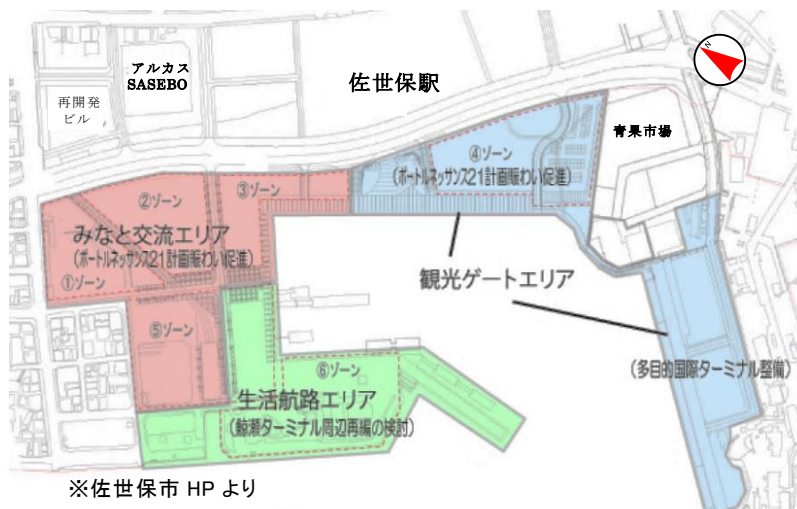 N
アルカス
SASEBO
佐世保駅
再開発
ビル
青果市場
④ゾーン
(ポートルネッサンス21計画賑わい促進)
②ゾーン
③ゾーン
みなと交流エリア
(ポートルネッサンス21計画賑わい促進)
①ゾーン
観光ゲートエリア
⑤ゾーン
⑥ゾーン
(多目的国際ターミナル整備)
生活航路エリア
(鯨瀬ターミナル周辺再編の検討)
※佐世保市 HP より